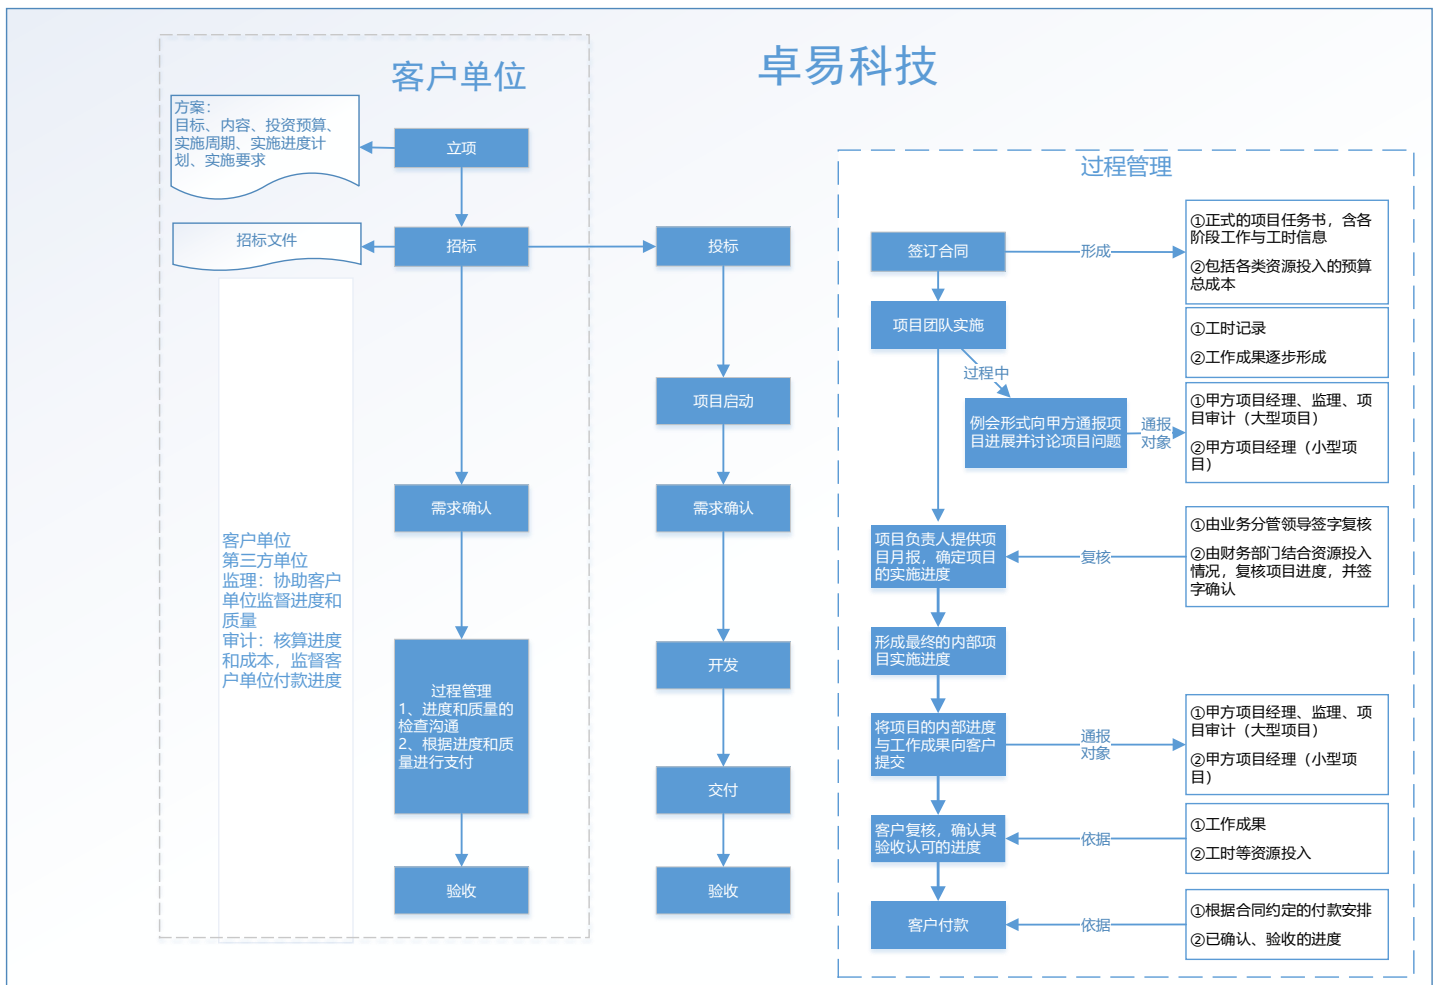 客户单位
卓易科技
方案：
目标、内容、投资预算、
实施周期、实施进度计
划、实施要求
立项
招标文件
招标
客户单位
第三方单位
监理：协助客户
单位监督进度和
质量
审计：核算进度
和成本，监督客
户单位付款进度
需求确认
过程管理
1、进度和质量的
检查沟通
2、根据进度和质
量进行支付
验收
投标
项目启动
需求确认
开发
交付
验收
过程管理
签订合同
形成
①正式的项目任务书，含各
阶段工作与工时信息
②包括各类资源投入的预算
总成本
项目团队实施
①工时记录
②工作成果逐步形成
过程中
例会形式向甲方通报项
目进展并讨论项目问题
通报
对象
①甲方项目经理、监理、项
目审计（大型项目）
②甲方项目经理（小型项
目）
项目负责人提供项
目月报，确定项目
的实施进度
复核
①由业务分管领导签字复核
②由财务部门结合资源投入
情况，复核项目进度，并签
字确认
形成最终的内部项
目实施进度
将项目的内部进度
与工作成果向客户
提交
通报
对象
①甲方项目经理、监理、项
目审计（大型项目）
②甲方项目经理（小型项
目）
客户复核，确认其
验收认可的进度
依据
①工作成果
②工时等资源投入
客户付款
依据
①根据合同约定的付款安排
②已确认、验收的进度